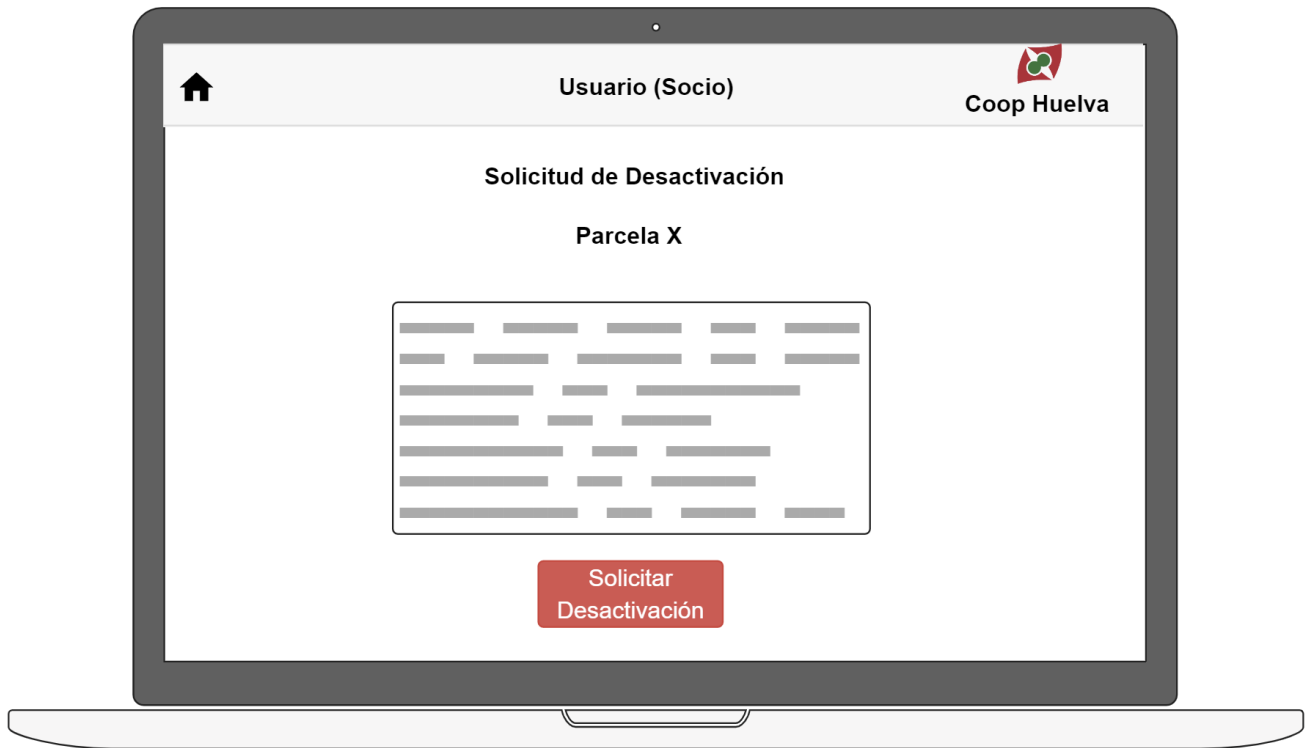 Usuario (Socio)
Coop Huelva
Solicitud de Desactivación
Parcela X
Solicitar
Desactivación